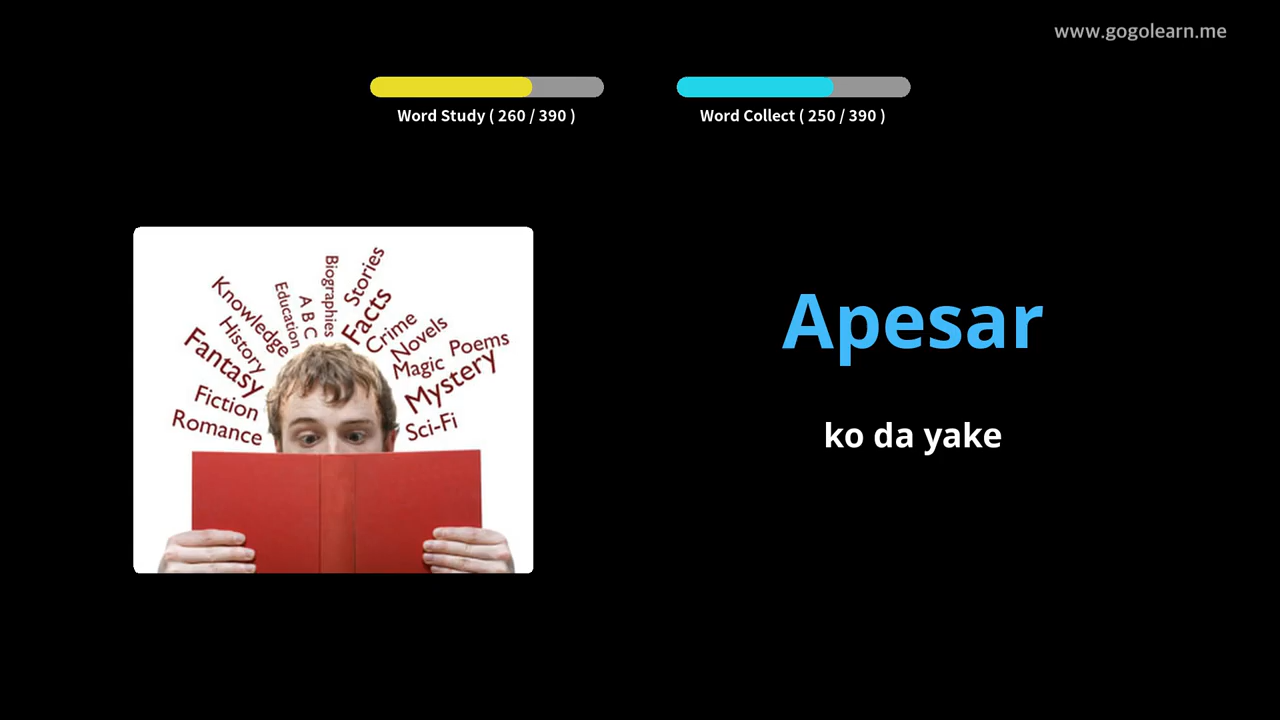 www.gogolearn.me
Word Study ( 260 / 390 )
Word Collect ( 250 / 390 )
Stories
Biographies
Facts
A B C
Education
Knowledge
Crime
History
Novels
Fantasy
Magic
Poems
Mystery
Fiction
Romance
Sci-Fi
Apesar
ko da yake